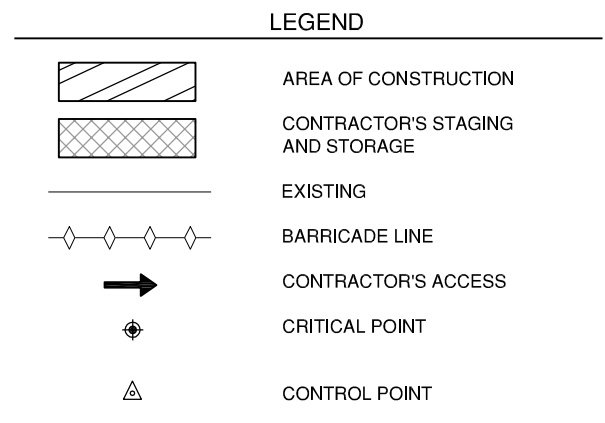 LEGEND
AREA OF CONSTRUCTION
CONTRACTOR'S STAGING
AND STORAGE
EXISTING
BARRICADE LINE
CONTRACTOR'S ACCESS
CRITICAL POINT
CONTROL POINT